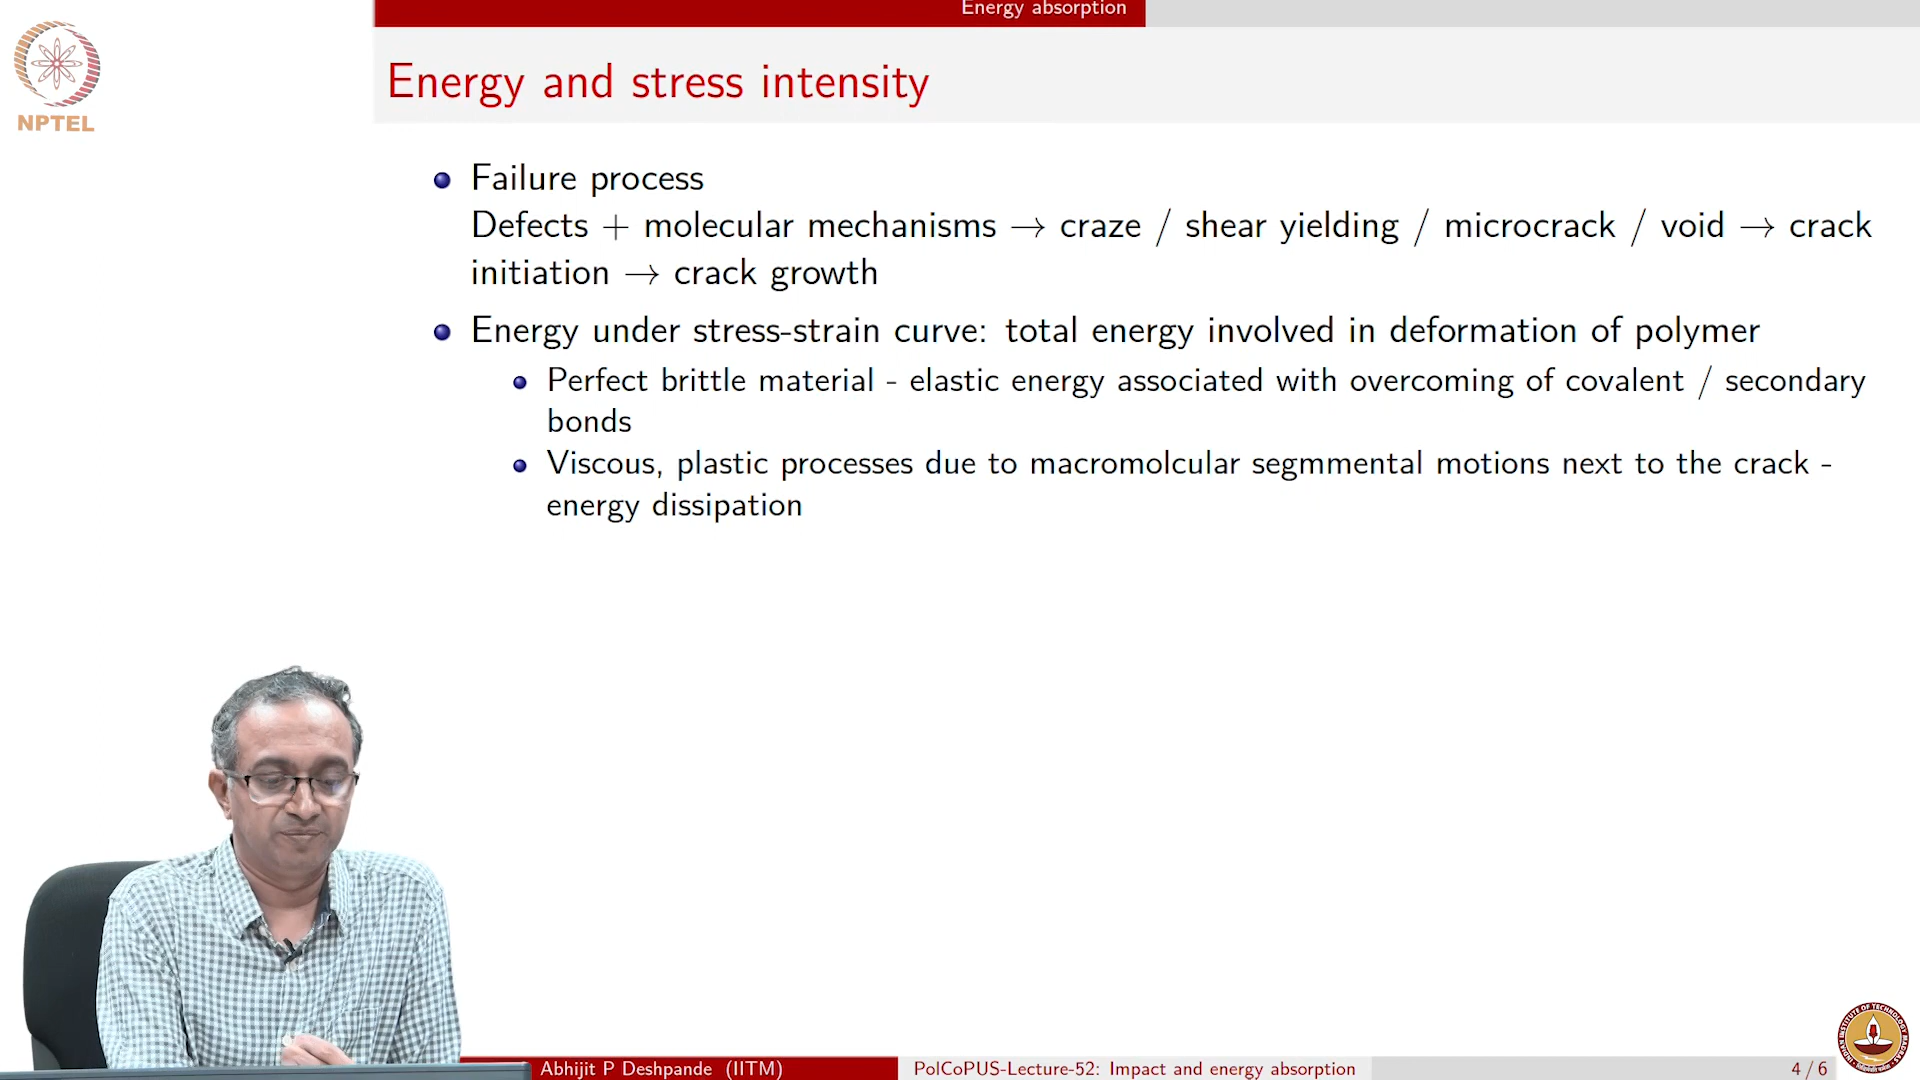 Energy absorption
NPTEL
Energy and stress intensity
Failure process
Defects + molecular mechanisms → craze / shear yielding / microcrack / void → crack
initiation → crack growth
Energy under stress-strain curve: total energy involved in deformation of polymer
Perfect brittle material - elastic energy associated with overcoming of covalent / secondary
bonds
Viscous, plastic processes due to macromolcular segmmental motions next to the crack -
energy dissipation
Abhijit P Deshpande (IITM)
PolCoPUS-Lecture-52: Impact and energy absorption
4 / 6